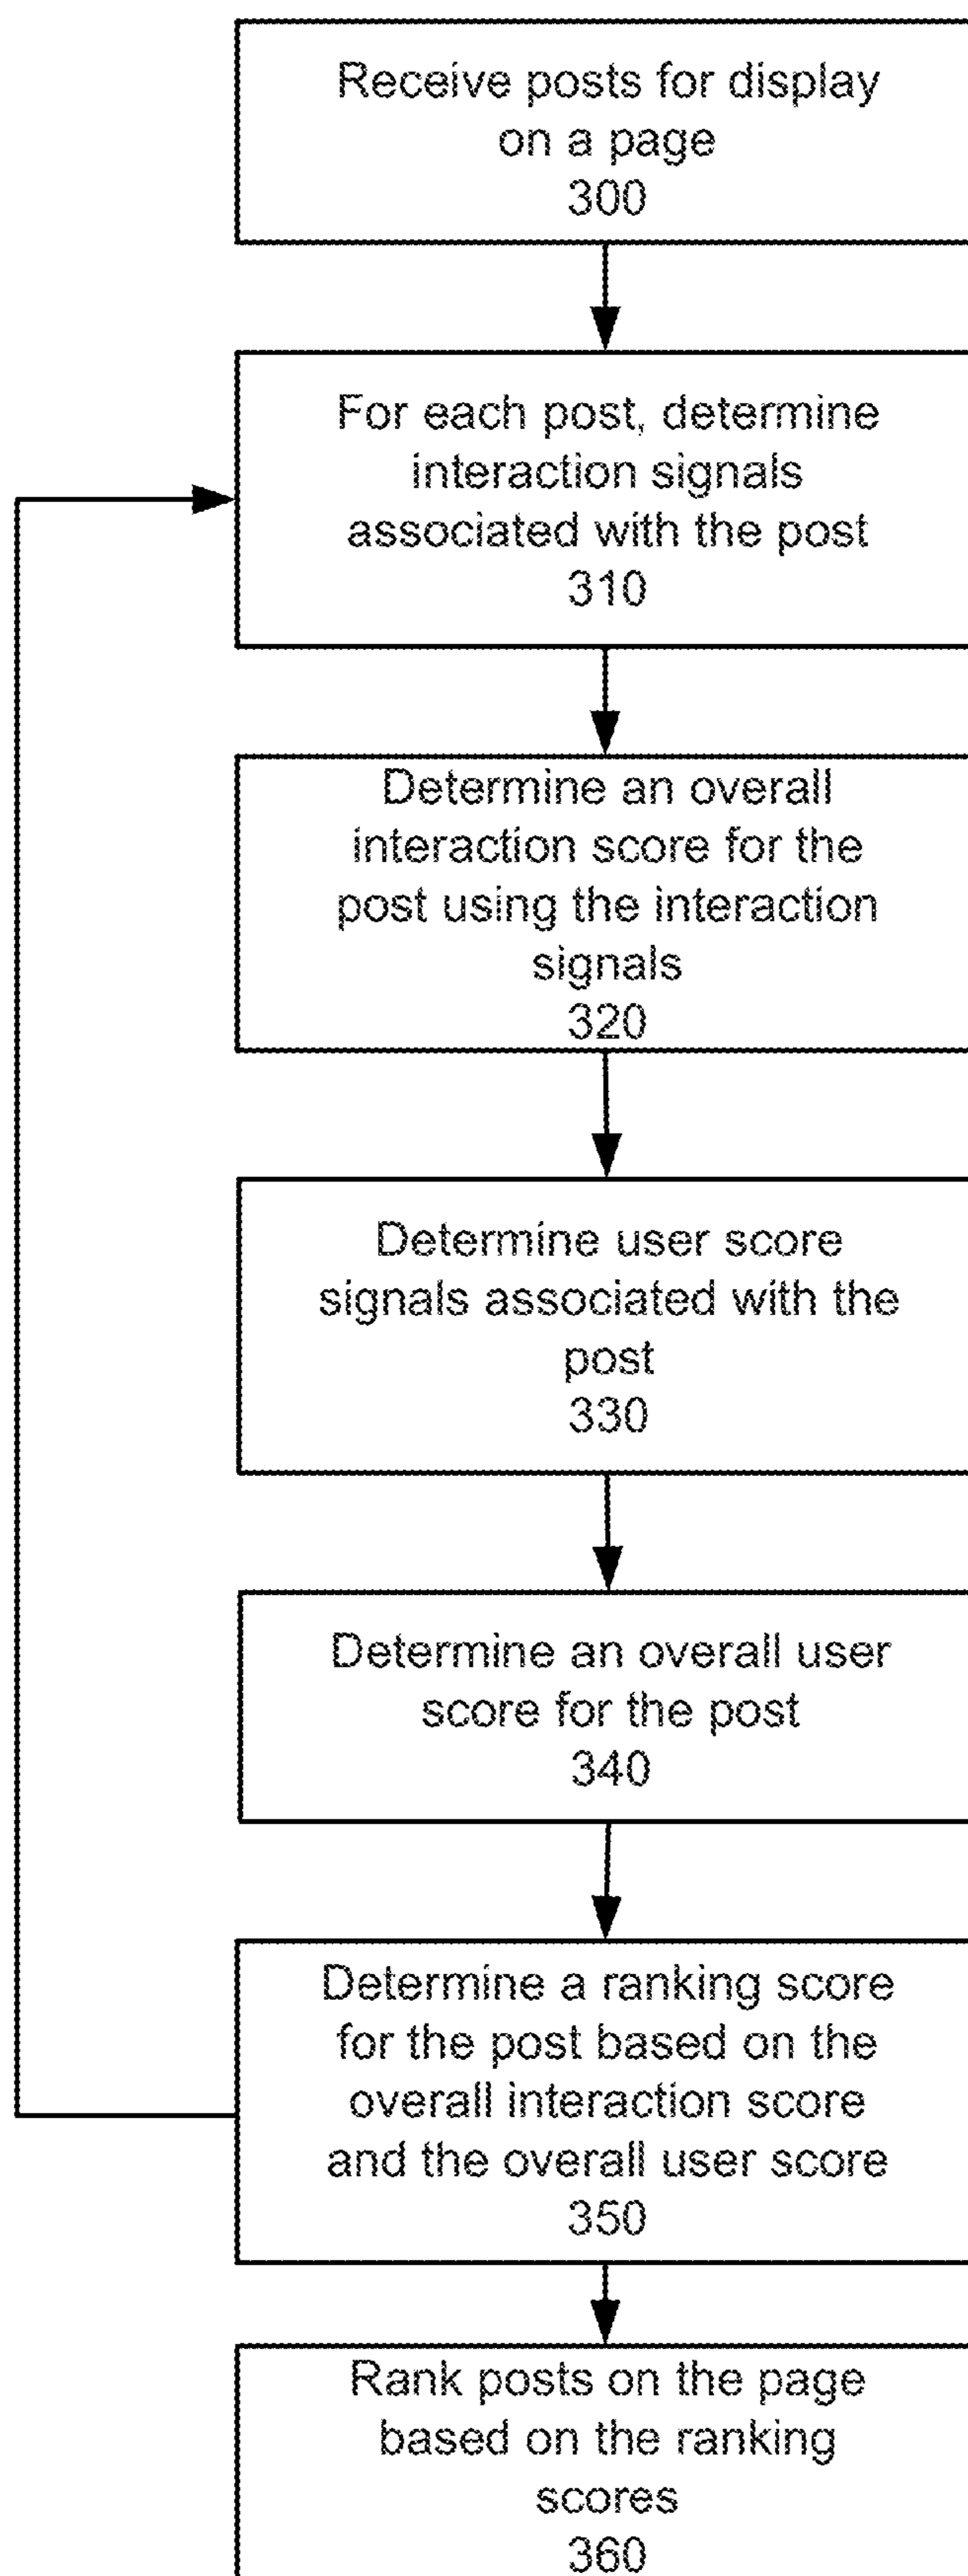 Receive posts for display
on a page
300
For each post, determine
interaction signals
associated with the post
310
Determine an overall
interaction score for the
post using the interaction
signals
320
Determine user score
signals associated with the
post
330
Determine an overall user
score for the post
340
Determine a ranking score
for the post based on the
overall interaction score
and the overall user score
350
Rank posts on the page
based on the ranking
scores
360